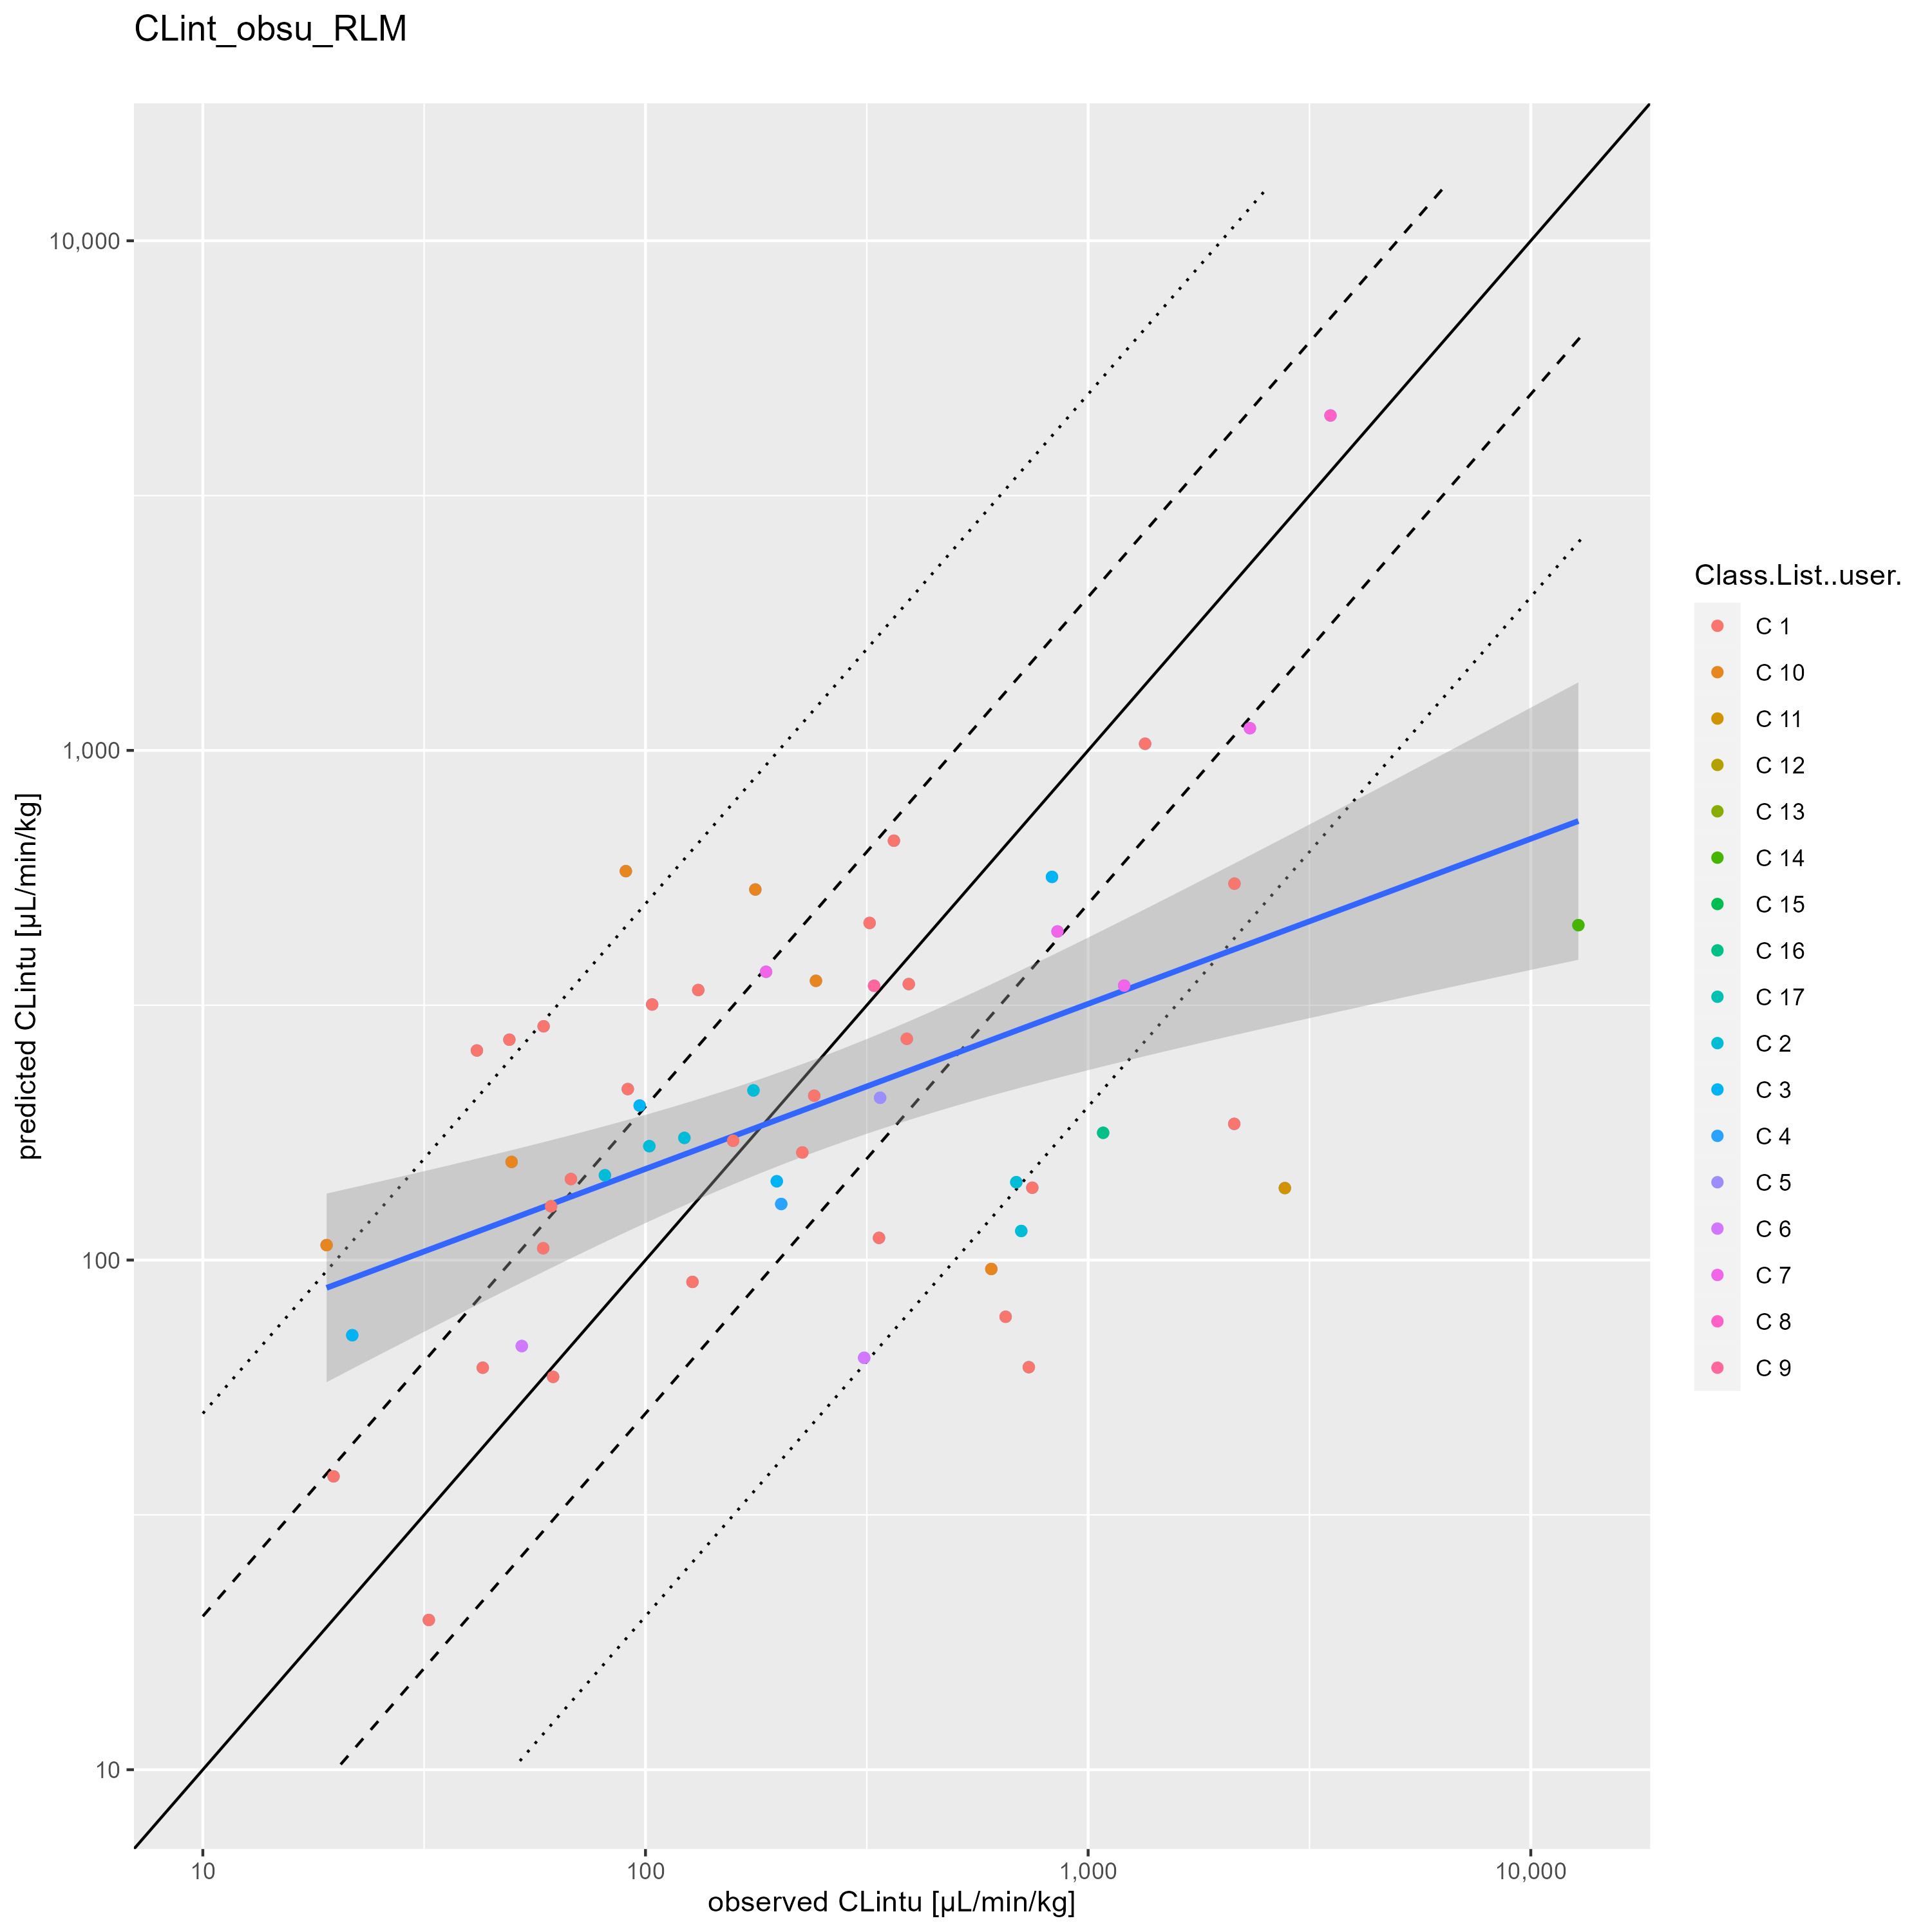 CLint_obsu_RLM
10,000
1,000
100
10
predicted CLintu [µL/min/kg]
10
100
1,000
10,000
observed CLintu [µL/min/kg]
Class.List..user.
C 1
C 10
C 11
C 12
C 13
C 14
C 15
C 16
C 17
C 2
C 3
C 4
C 5
C 6
C 7
C 8
C 9